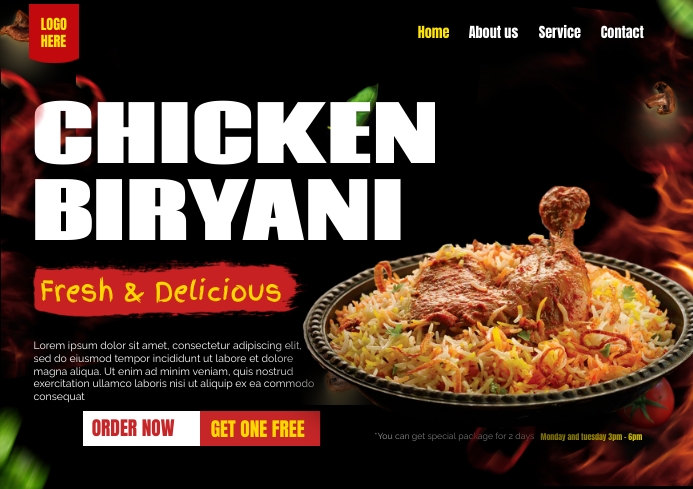 LOGO
HERE
Home About us Service Contact
CHICKEN
BIRYANI
Fresh & Delicious
Lorem ipsum dolor sit amet, consectetur adipiscing elit,
sed do eiusmod tempor incididunt ut labore et dolore
magna aliqua. Ut enim ad minim veniam, quis nostrud
exercitation ullamco laboris nisi ut aliquip ex ea commodo
consequat
ORDER NOW GET ONE FREE
*You can get special package for 2 days Monday and tuesday 3pm - 6pm